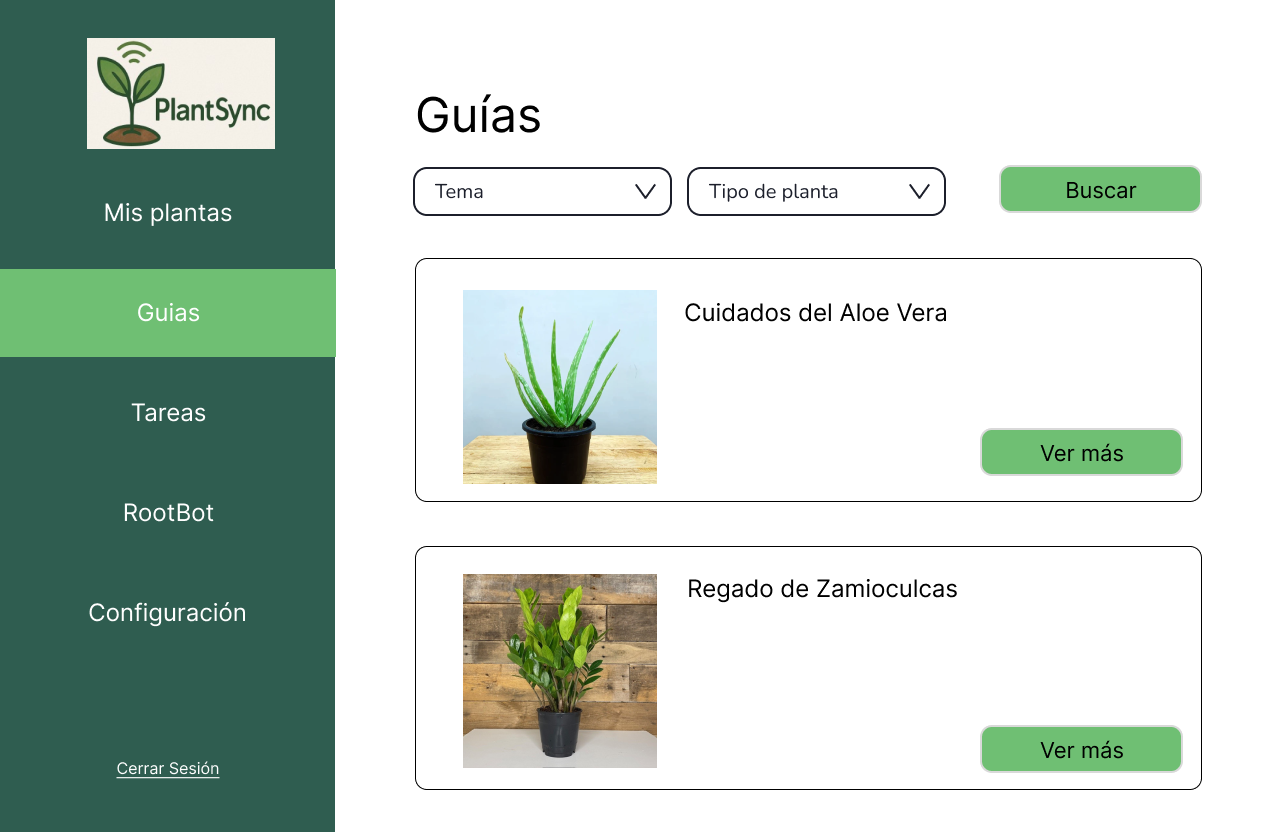 PlantSync
Mis plantas
Guias
Tareas
RootBot
Configuración
Cerrar Sesión
Guías
Tema
Tipo de planta
Buscar
Cuidados del Aloe Vera
Ver más
Regado de Zamioculcas
Ver más